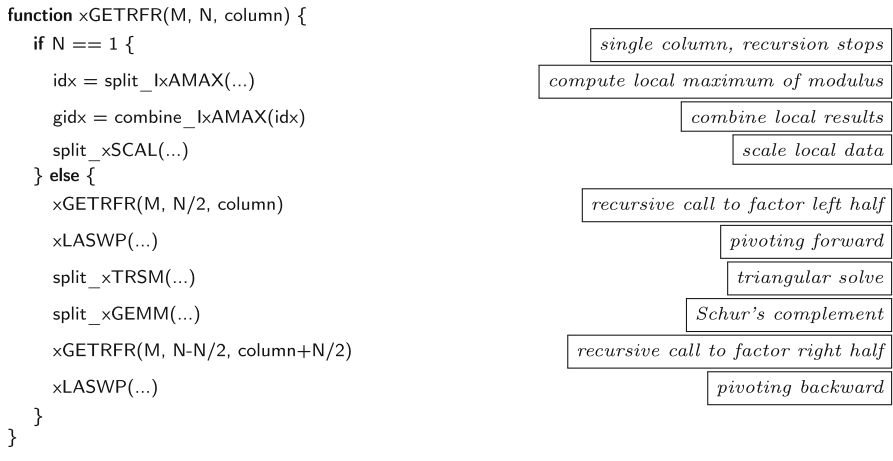 function xGETRFR(M, N, column) {
if N == 1 { single column, recursion stops
idx = split_IxAMAX(...) compute local maximum of modulus
gidx = combine_IxAMAX(idx) combine local results
split_xSCAL(...) scale local data
} else {
xGETRFR(M, N/2, column) recursive call to factor left half
xLASWP(...) pivoting forward
split_xTRSM(...) triangular solve
split_xGEMM(...) Schur's complement
xGETRFR(M, N-N/2, column+N/2) recursive call to factor right half
xLASWP(...) pivoting backward
}
}